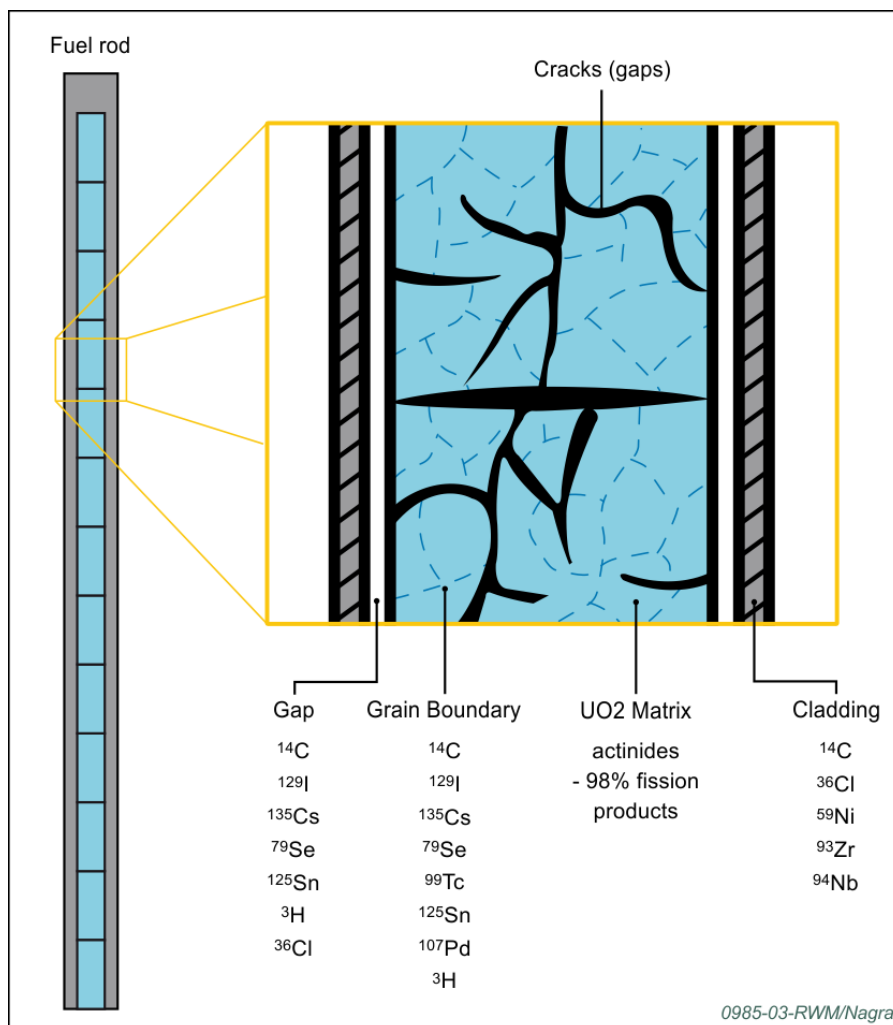 Fuel rod
Cracks (gaps)
Gap
¹⁴C
¹²⁹I
¹³⁵Cs
⁷⁹Se
¹²⁵Sn
³H
³⁶Cl
Grain Boundary
¹⁴C
¹²⁹I
¹³⁵Cs
⁷⁹Se
⁹⁹Tc
¹²⁵Sn
¹⁰⁷Pd
³H
UO2 Matrix
actinides
- 98% fission
products
Cladding
¹⁴C
³⁶Cl
⁵⁹Ni
⁹³Zr
⁹⁴Nb
0985-03-RWM/Nagra